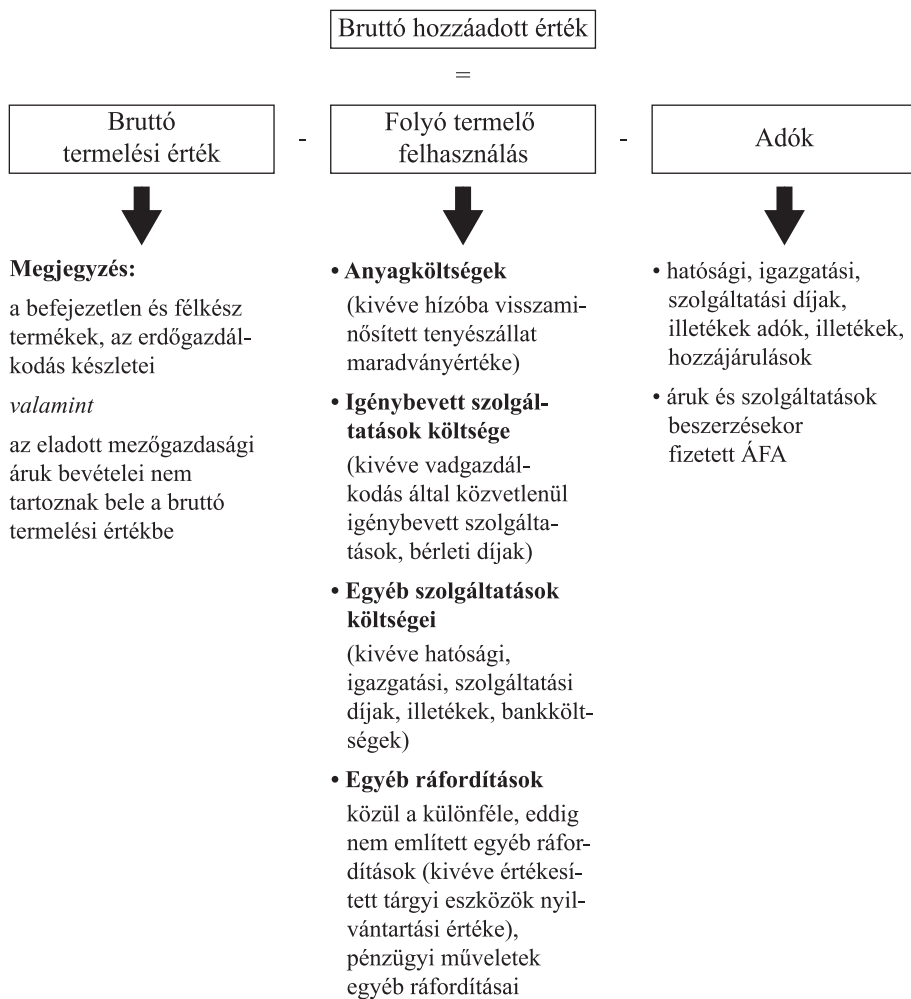 Bruttó hozzáadott érték
=
Bruttó
termelési érték
-
Folyó termelő
felhasználás
-
Adók
Megjegyzés:
a befejezetlen és félkész
termékek, az erdőgazdál-
kodás készletei
valamint
az eladott mezőgazdasági
áruk bevételei nem
tartoznak bele a bruttó
termelési értékbe
• Anyagköltségek
(kivéve hízóba visszami-
nősített tenyészállat
maradványértéke)
• Igénybevett szolgál-
tatások költsége
(kivéve vadgazdál-
kodás által közvetlenül
igénybevett szolgálta-
tások, bérleti díjak)
• Egyéb szolgáltatások
költségei
(kivéve hatósági,
igazgatási, szolgáltatási
díjak, illetékek, bankkölt-
ségek)
• Egyéb ráfordítások
közül a különféle, eddig
nem említett egyéb ráfor-
dítások (kivéve értékesí-
tett tárgyi eszközök nyil-
vántartási értéke),
pénzügyi műveletek
egyéb ráfordításai
• hatósági, igazgatási,
szolgáltatási díjak,
illetékek adók, illetékek,
hozzájárulások
• áruk és szolgáltatások
beszerzésekor
fizetett ÁFA